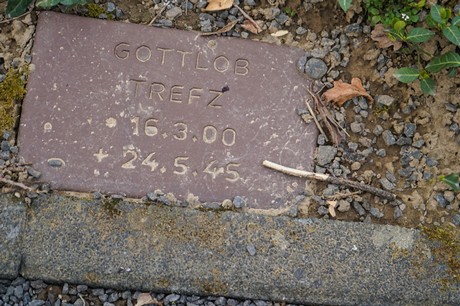 GOTTLOB
TREFZ
* 16.3.00
+ 24.5.45